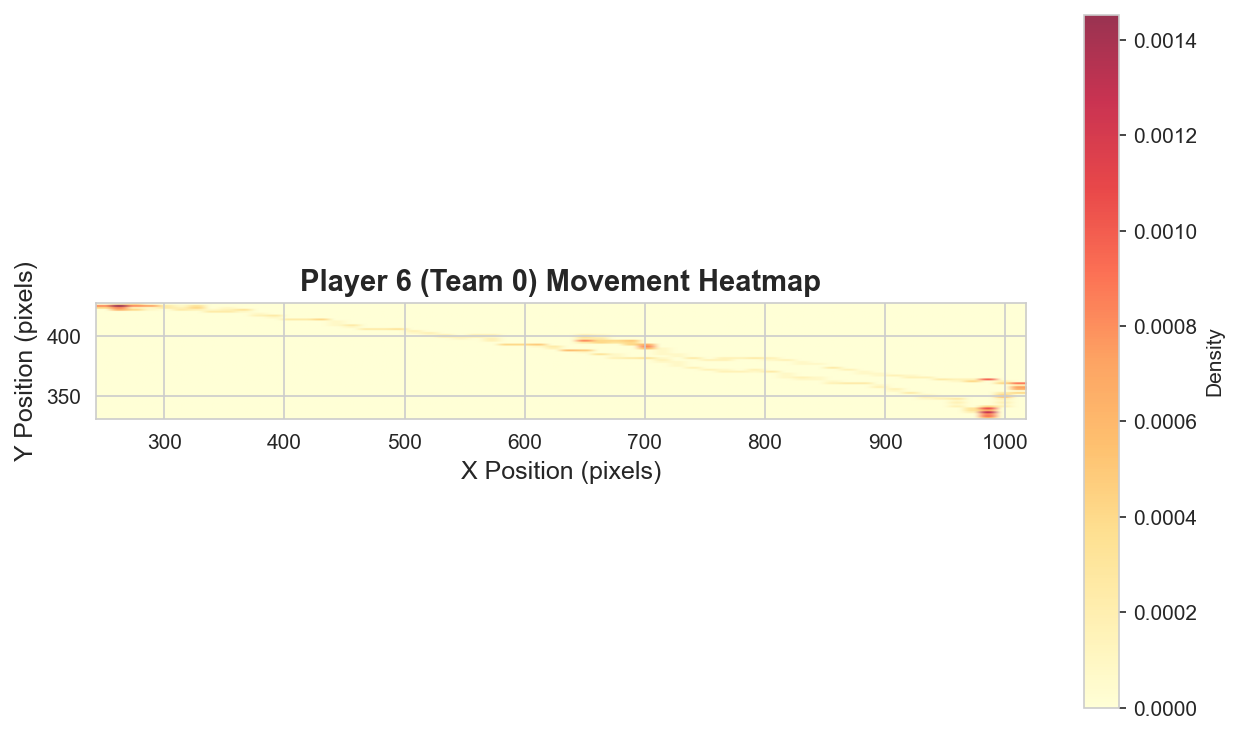 Player 6 (Team 0) Movement Heatmap
Y Position (pixels)
400
350
300 400 500 600 700 800 900 1000
X Position (pixels)
0.0014
0.0012
0.0010
0.0008
0.0006
0.0004
0.0002
0.0000
Density